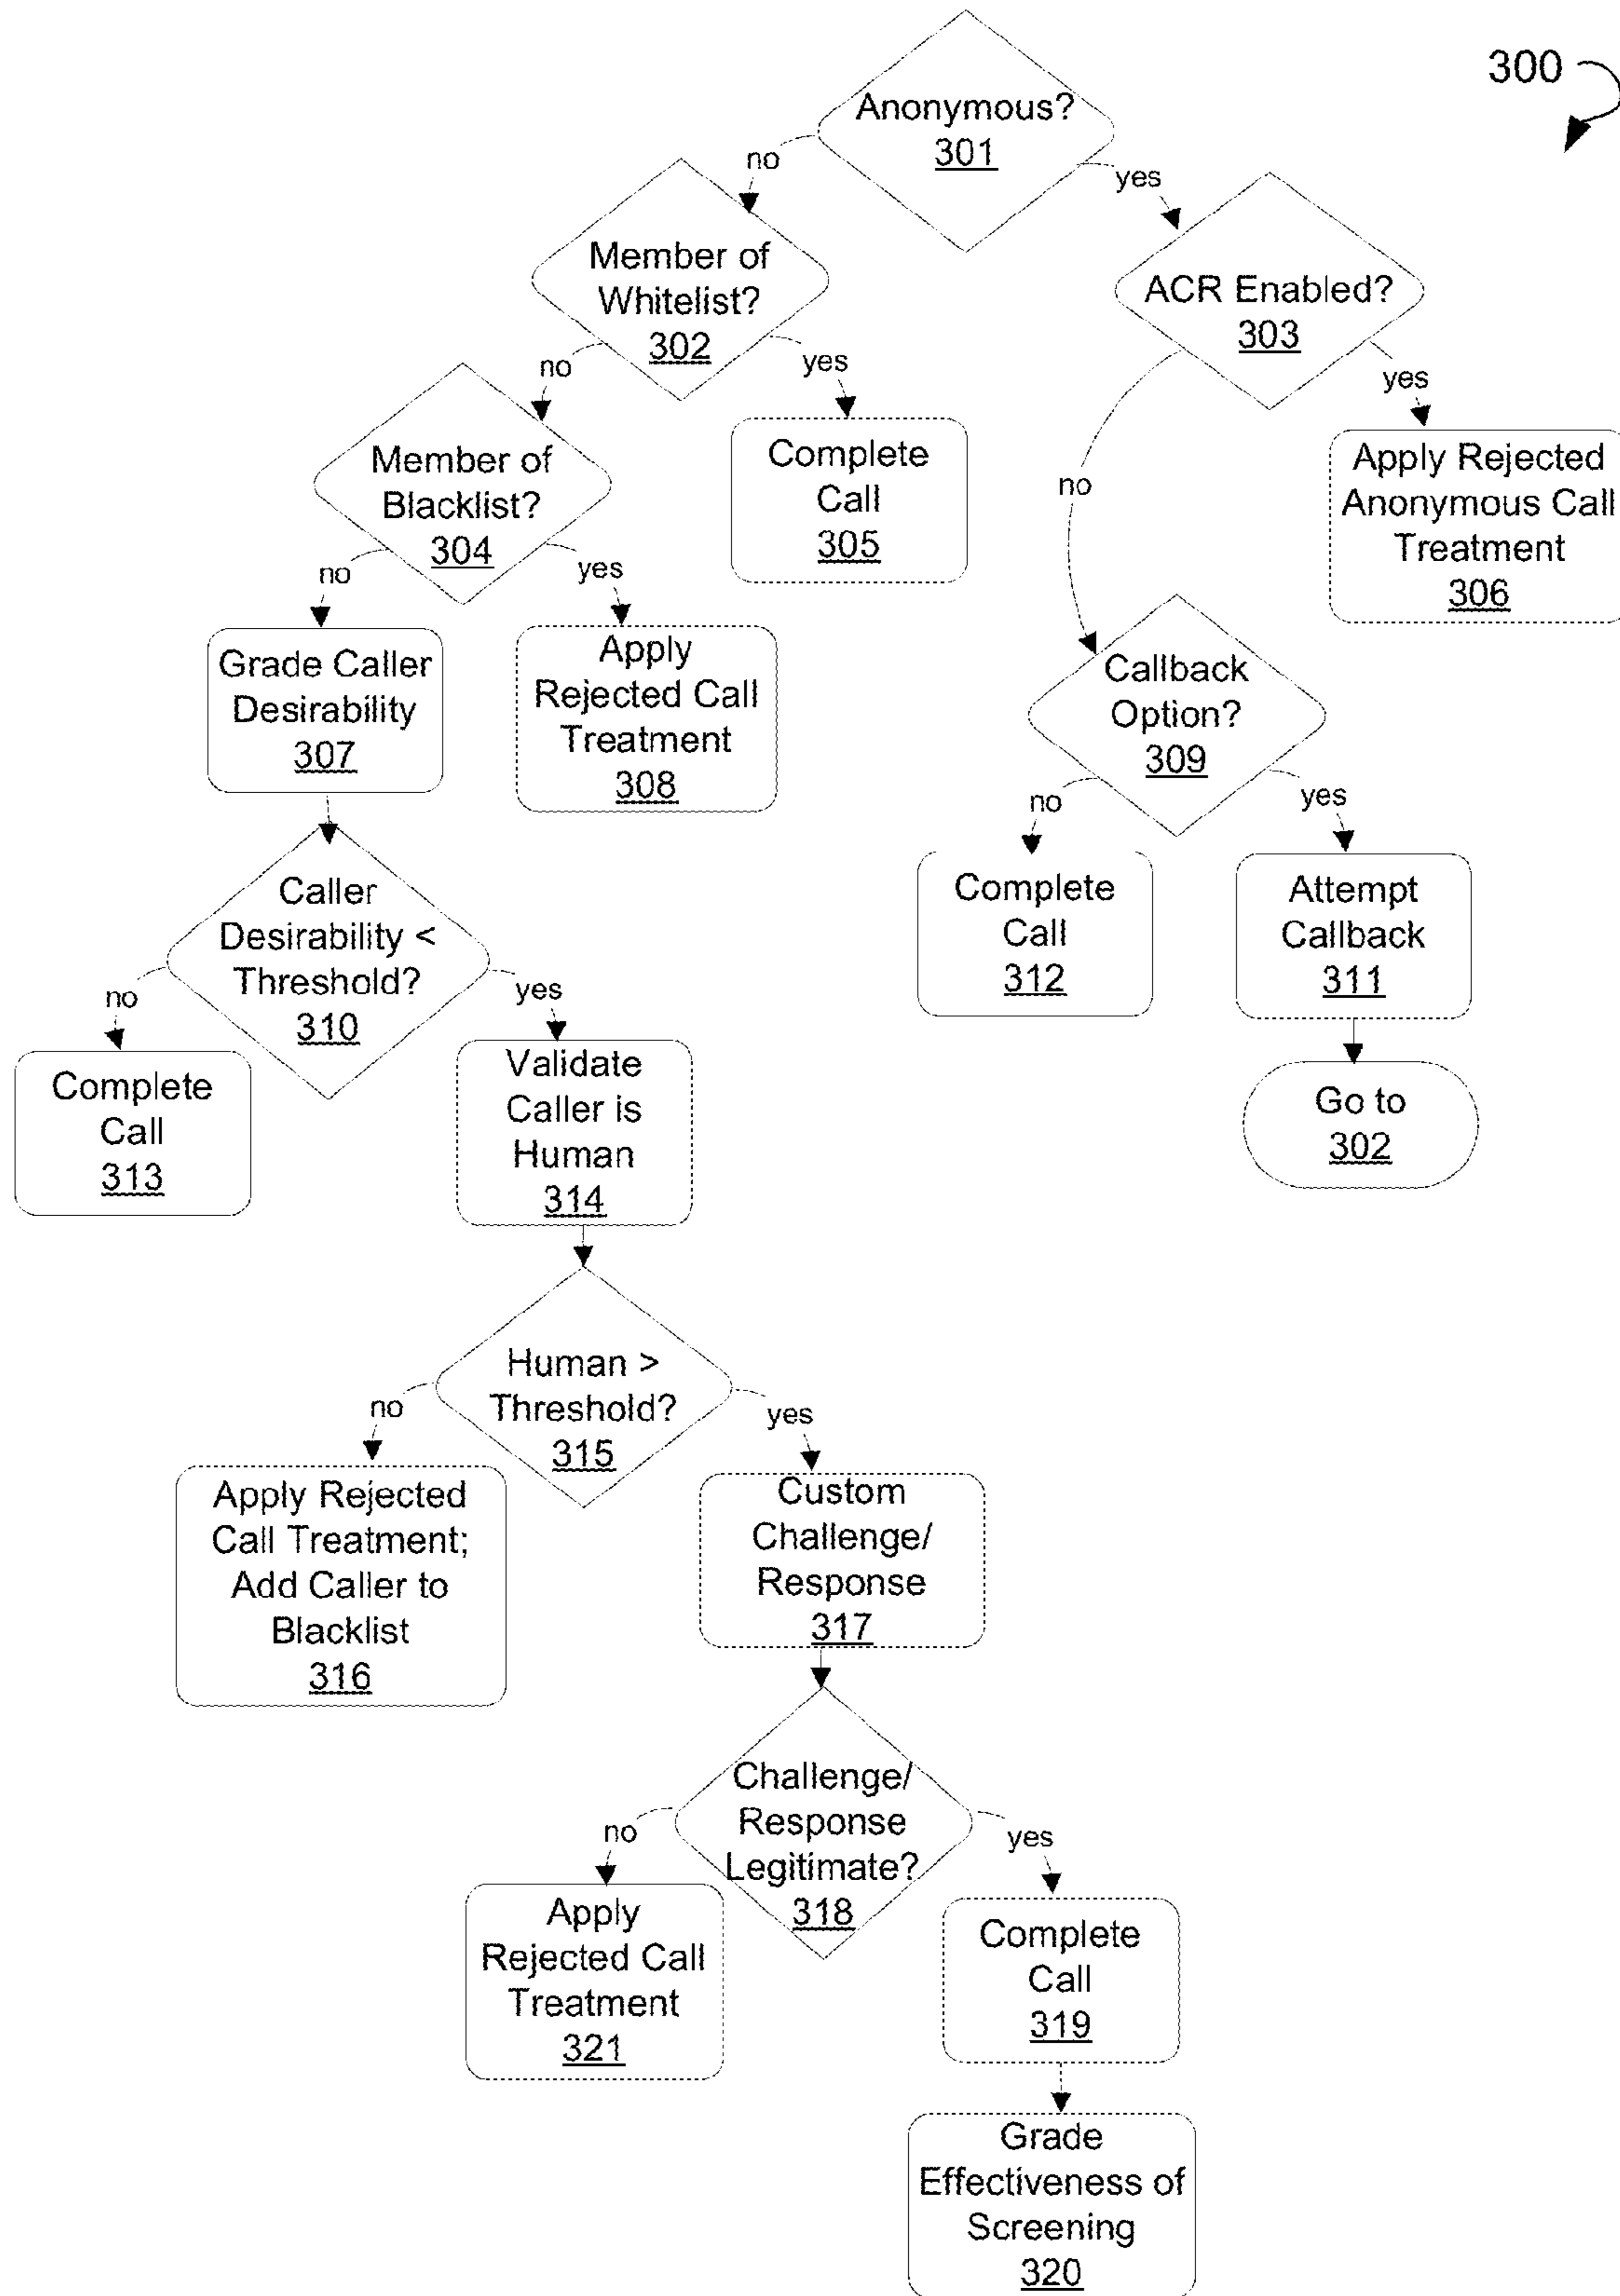 300
Anonymous?
301
no
yes
Member of
Whitelist?
302
ACR Enabled?
303
no
yes
no
yes
Member of
Blacklist?
304
Complete
Call
305
Apply Rejected
Anonymous Call
Treatment
306
no
yes
Grade Caller
Desirability
307
Apply
Rejected Call
Treatment
308
Callback
Option?
309
no
yes
Caller
Desirability <
Threshold?
310
Complete
Call
312
Attempt
Callback
311
no
yes
Complete
Call
313
Validate
Caller is
Human
314
Go to
302
Human >
Threshold?
315
no
yes
Apply Rejected
Call Treatment;
Add Caller to
Blacklist
316
Custom
Challenge/
Response
317
Challenge/
Response
Legitimate?
318
no
yes
Apply
Rejected Call
Treatment
321
Complete
Call
319
Grade
Effectiveness of
Screening
320